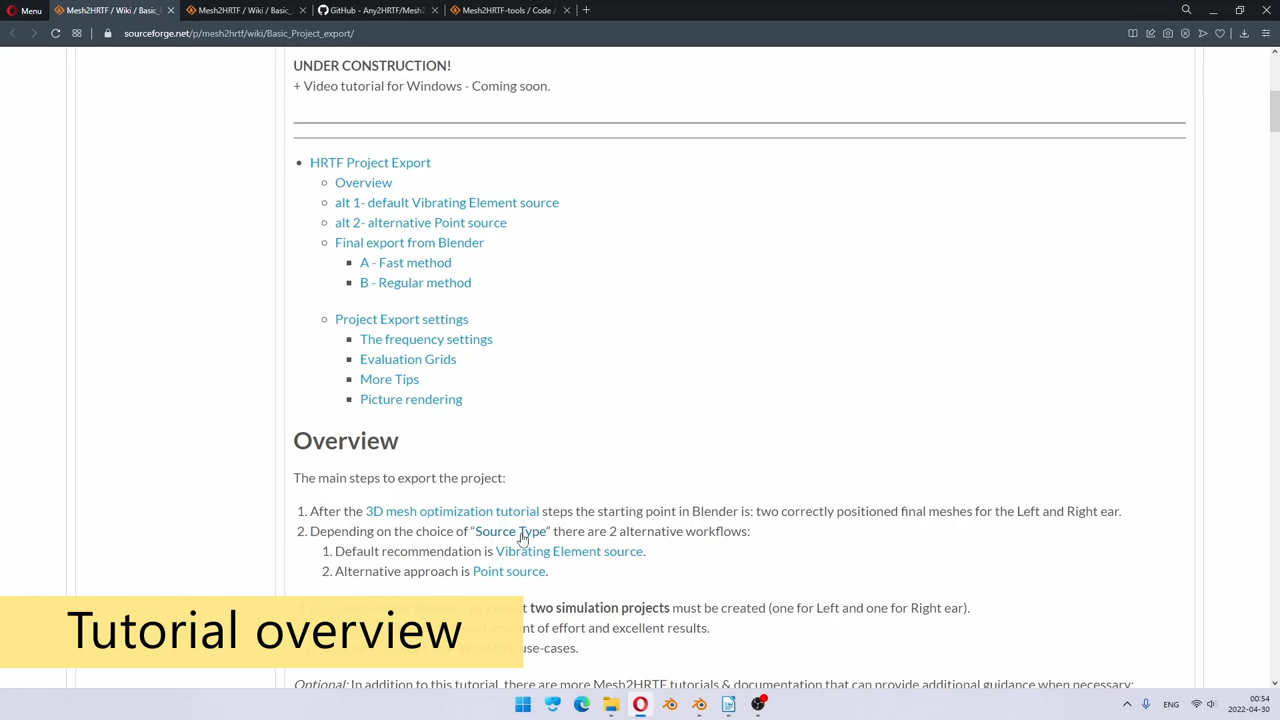 Menu
Mesh2HRTF / Wiki / Basic_
Mesh2HRTF / Wiki / Basic_
GitHub - Any2HRTF/Mesh2
Mesh2HRTF-tools / Code /
sourceforge.net/p/mesh2hrtf/wiki/Basic_Project_export/
UNDER CONSTRUCTION!
+ Video tutorial for Windows - Coming soon.
HRTF Project Export
Overview
alt 1- default Vibrating Element source
alt 2- alternative Point source
Final export from Blender
A - Fast method
B - Regular method
Project Export settings
The frequency settings
Evaluation Grids
More Tips
Picture rendering
Overview
The main steps to export the project:
1. After the 3D mesh optimization tutorial steps the starting point in Blender is: two correctly positioned final meshes for the Left and Right ear.
2. Depending on the choice of “Source Type” there are 2 alternative workflows:
1. Default recommendation is Vibrating Element source.
2. Alternative approach is Point source.
two simulation projects must be created (one for Left and one for Right ear).
of effort and excellent results.
use-cases.
Tutorial overview
Optional: In addition to this tutorial, there are more Mesh2HRTF tutorials & documentation that can provide additional guidance when necessary:
ENG
00:54
2022-04-30